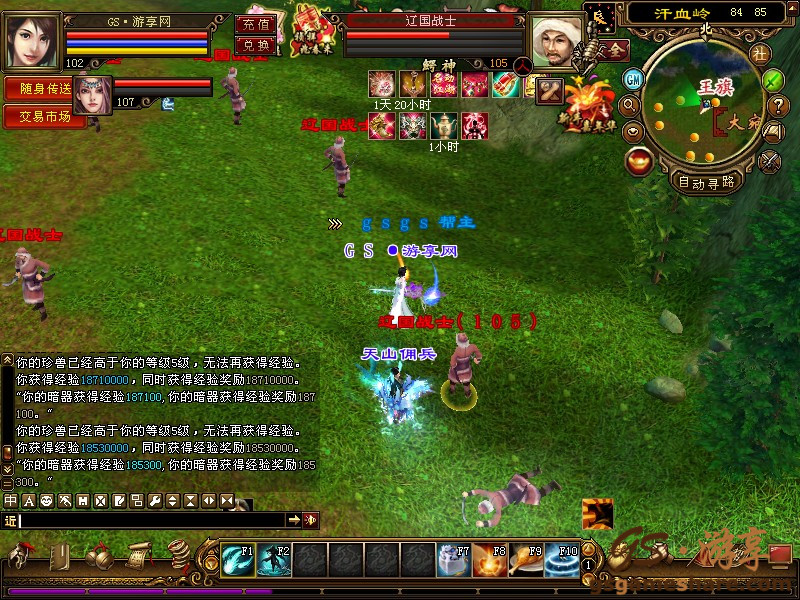 GS·游享网
102
充值
兑换
辽国战士
105
鳄神
安全
汗血岭 84 85
北
社
GM
王旗
大宛
自动寻路
随身传送
交易市场
107
1天20小时
1小时
辽国战士
辽国战士
辽国战士
gsgs 帮主
GS ●游享网
辽国战士(105)
天山佣兵
你的珍兽已经高于你的等级5级，无法再获得经验。
你获得经验18710000，同时获得经验奖励18710000。
"你的暗器获得经验187100,你的暗器获得经验奖励187
100。"
你的珍兽已经高于你的等级5级，无法再获得经验。
你获得经验18530000，同时获得经验奖励18530000。
"你的暗器获得经验185300,你的暗器获得经验奖励185
300。"
中 A
近
F1 F2 F7 F8 F9 F10
1
GS·游享